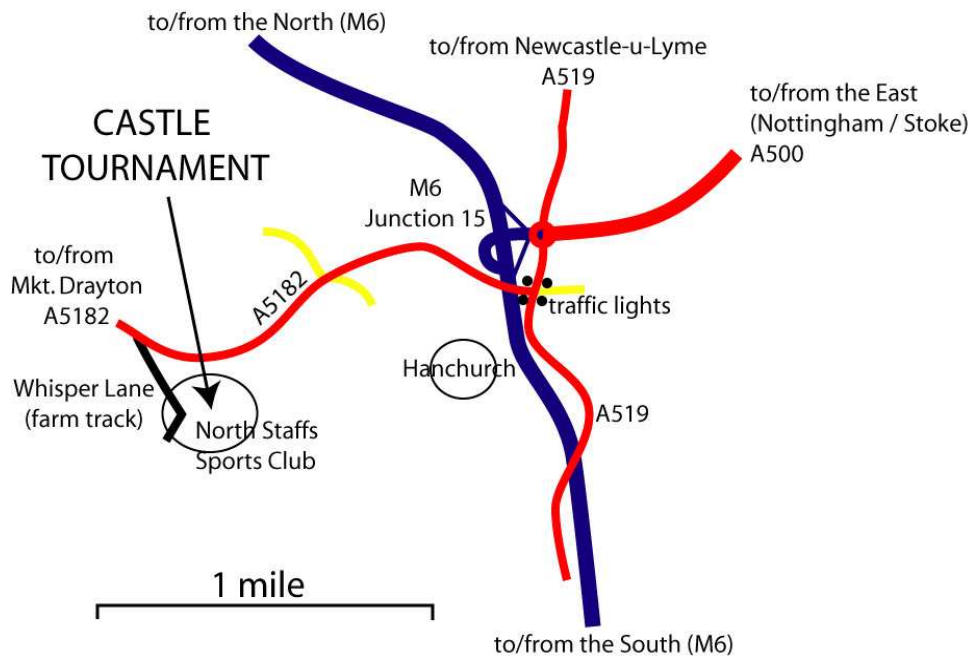 to/from the North (M6)
to/from Newcastle-u-Lyme
A519
to/from the East
(Nottingham / Stoke)
A500
CASTLE
TOURNAMENT
M6
Junction 15
to/from
Mkt. Drayton
A5182
A5182
traffic lights
Hanchurch
Whisper Lane
(farm track)
North Staffs
Sports Club
A519
1 mile
to/from the South (M6)